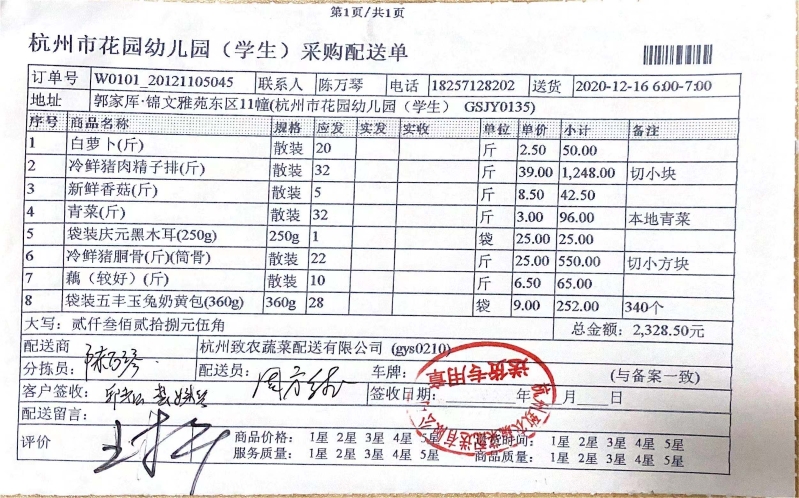 第1页/共1页
杭州市花园幼儿园（学生）采购配送单
订单号 W0101_20121105045 联系人 陈万琴 电话 18257128202 送货 2020-12-16 6:00-7:00
地址 郭家厍·锦文雅苑东区11幢(杭州市花园幼儿园（学生） GSJY0135)
序号 商品名称 规格 应发 实发 实收 单位 单价 小计 备注
1 白萝卜(斤) 散装 20 斤 2.50 50.00
2 冷鲜猪肉精子排(斤) 散装 32 斤 39.00 1,248.00 切小块
3 新鲜香菇(斤) 散装 5 斤 8.50 42.50
4 青菜(斤) 散装 32 斤 3.00 96.00 本地青菜
5 袋装庆元黑木耳(250g) 250g 1 袋 25.00 25.00
6 冷鲜猪胴骨(斤)(筒骨) 散装 22 斤 25.00 550.00 切小方块
7 藕（较好）(斤) 散装 10 斤 6.50 65.00
8 袋装五丰玉兔奶黄包(360g) 360g 28 袋 9.00 252.00 340个
大写：贰仟叁佰贰拾捌元伍角 总金额：2,328.50元
配送商 杭州致农蔬菜配送有限公司 (gys0210)
分拣员： 配送员： 车牌： (与备案一致)
客户签收： 签收日期： 年 月 日
配送留言：
评价 商品价格： 1星 2星 3星 4星 5星 送货时间： 1星 2星 3星 4星 5星
服务质量： 1星 2星 3星 4星 5星 商品质量： 1星 2星 3星 4星 5星
杭州致农蔬菜配送有限公司
送货专用章